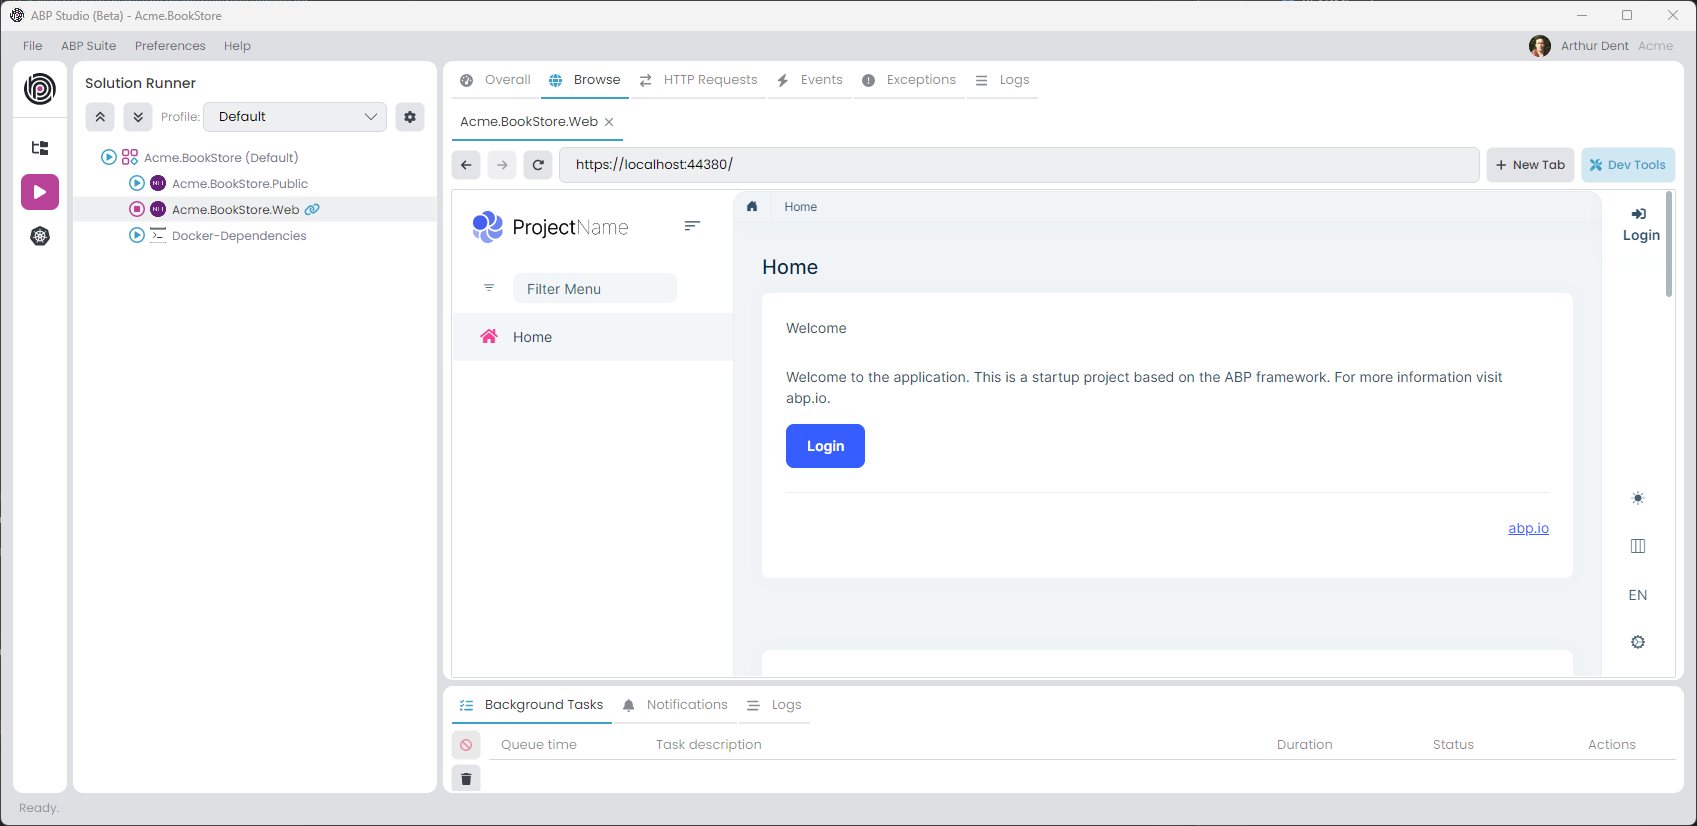 ABP Studio (Beta) - Acme.BookStore
File ABP Suite Preferences Help
Arthur Dent Acme
Solution Runner
Profile: Default
Acme.BookStore (Default)
Acme.BookStore.Public
Acme.BookStore.Web
Docker-Dependencies
Overall Browse HTTP Requests Events Exceptions Logs
Acme.BookStore.Web
https://localhost:44380/
New Tab
Dev Tools
ProjectName
Filter Menu
Home
Home
Home
Welcome
Welcome to the application. This is a startup project based on the ABP framework. For more information visit
abp.io.
Login
abp.io
Login
EN
Background Tasks Notifications Logs
Queue time Task description Duration Status Actions
Ready.